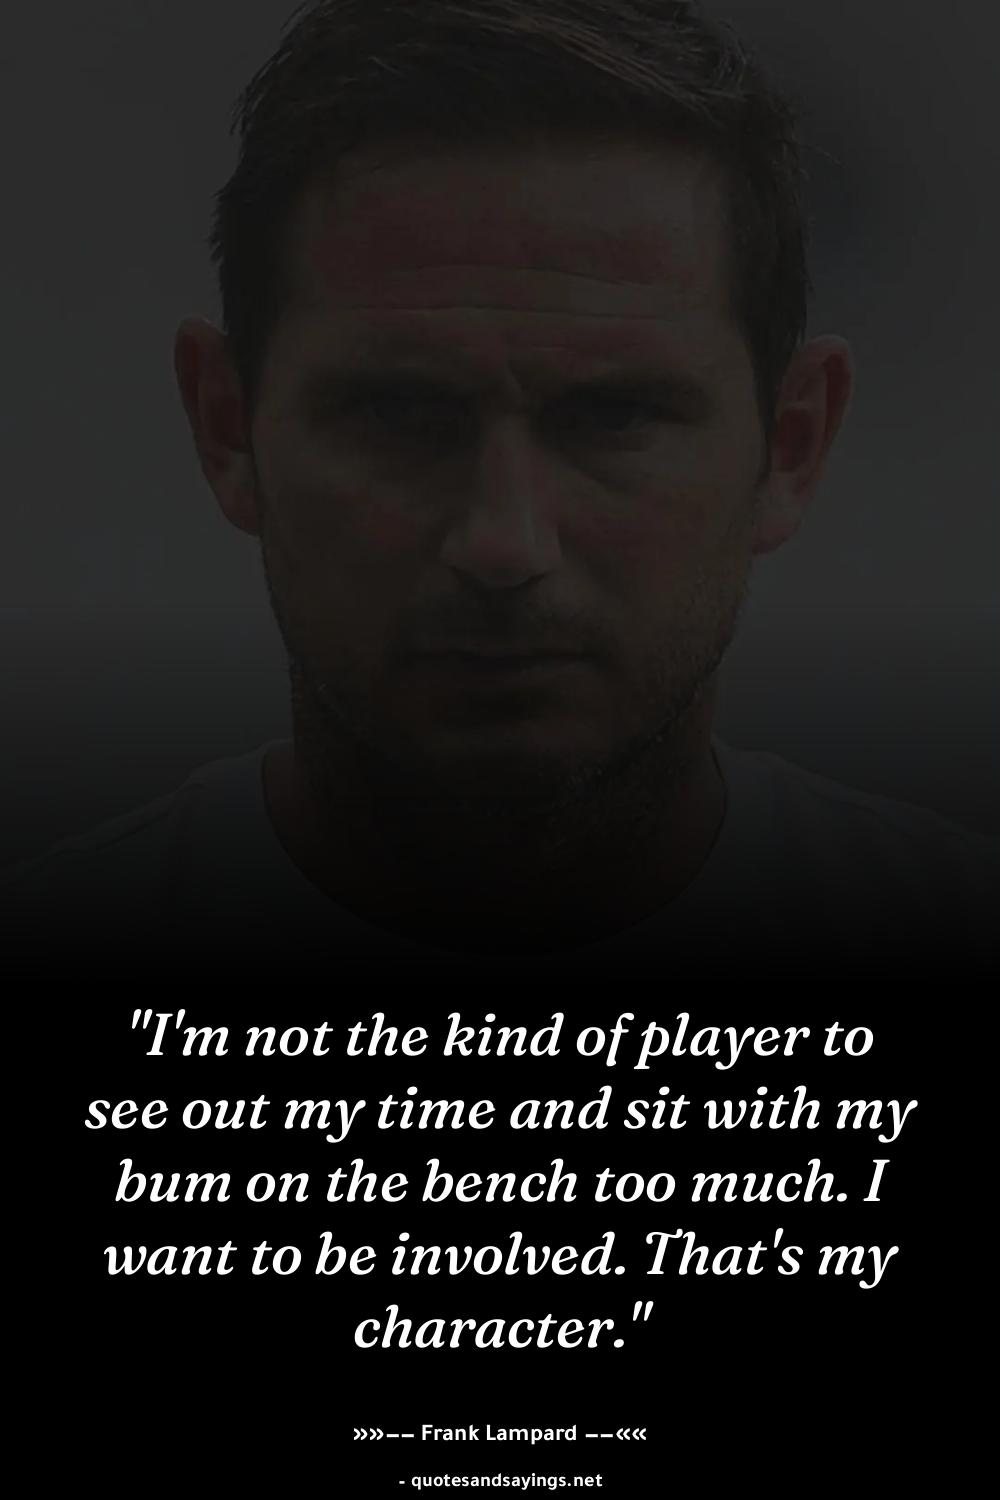 "I'm not the kind of player to
see out my time and sit with my
bum on the bench too much. I
want to be involved. That's my
character."
»»–– Frank Lampard ––««
- quotesandsayings.net